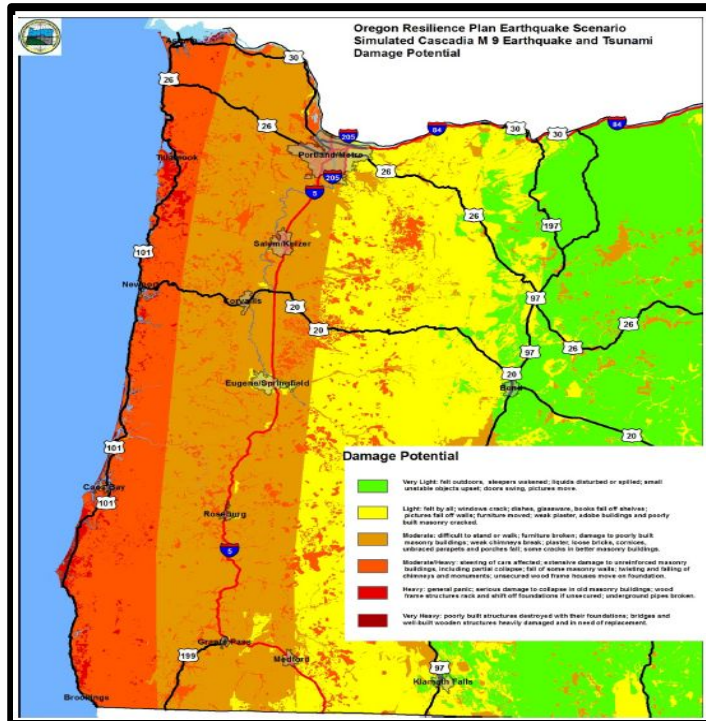 Oregon Resilience Plan Earthquake Scenario
Simulated Cascadia M 9 Earthquake and Tsunami
Damage Potential
30
26
26
205
84
30
84
Portland/Metro
Tillamook
205
26
5
26
197
Salem/Keizer
101
97
Newport
Corvallis
20
20
26
26
97
20
Eugene/Springfield
Bend
20
101
Coos Bay
101
Roseburg
5
Grants Pass
199
Medford
97
Klamath Falls
Brookings
Damage Potential
Very Light: felt outdoors, sleepers wakened; liquids disturbed or spilled; small
unstable objects upset; doors swing, pictures move.
Light: felt by all; windows crack; dishes, glassware, books fall off shelves;
pictures fall off walls; furniture moved; weak plaster, adobe buildings and poorly
built masonry cracked.
Moderate: difficult to stand or walk; furniture broken; damage to poorly built
masonry buildings; weak chimneys break; plaster, loose bricks, cornices,
unbraced parapets and porches fall; some cracks in better masonry buildings.
Moderate/Heavy: steering of cars affected; extensive damage to unreinforced masonry
buildings, including partial collapse; fall of some masonry walls; twisting and falling of
chimneys and monuments; unsecured wood frame houses move on foundation.
Heavy: general panic; serious damage to collapse in old masonry buildings; wood
frame structures rack and shift off foundations if unsecured; underground pipes broken.
Very Heavy: poorly built structures destroyed with their foundations; bridges and
well-built wooden structures heavily damaged and in need of replacement.